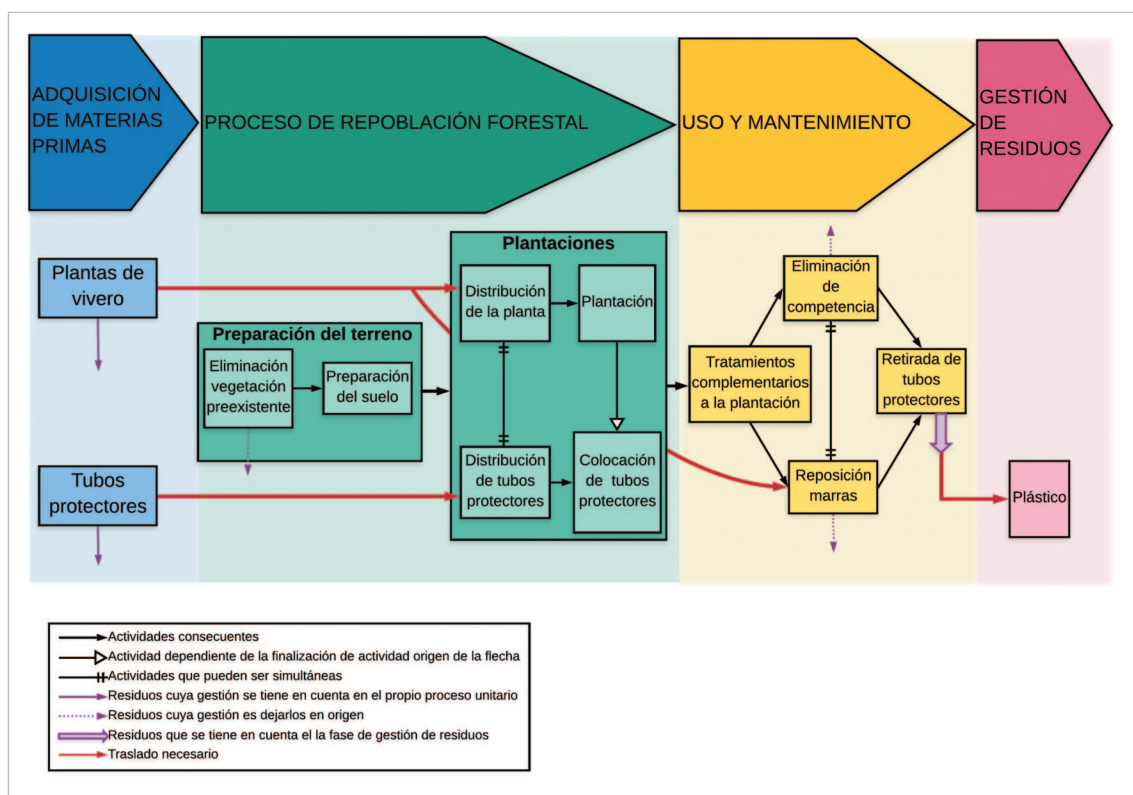 ADQUISICIÓN
DE MATERIAS
PRIMAS
PROCESO DE REPOBLACIÓN FORESTAL
USO Y MANTENIMIENTO
GESTIÓN
DE
RESIDUOS
Plantas de
vivero
Tubos
protectores
Preparación del terreno
Eliminación
vegetación
preexistente
Preparación
del suelo
Plantaciones
Distribución
de la planta
Plantación
Distribución
de tubos
protectores
Colocación
de tubos
protectores
Tratamientos
complementarios
a la plantación
Eliminación
de
competencia
Reposición
marras
Retirada de
tubos
protectores
Plástico
Actividades consecuentes
Actividad dependiente de la finalización de actividad origen de la flecha
Actividades que pueden ser simultáneas
Residuos cuya gestión se tiene en cuenta en el propio proceso unitario
Residuos cuya gestión es dejarlos en origen
Residuos que se tiene en cuenta el la fase de gestión de residuos
Traslado necesario